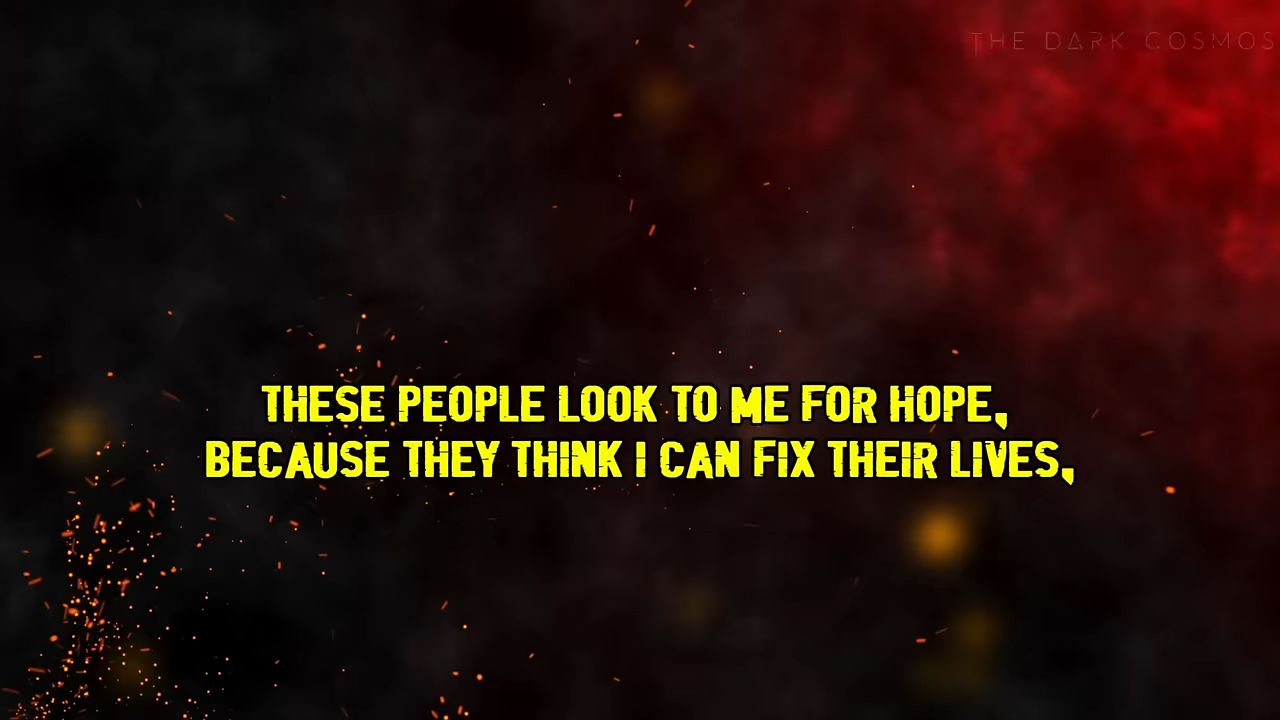 THE DARK COSMOS
THESE PEOPLE LOOK TO ME FOR HOPE,
BECAUSE THEY THINK I CAN FIX THEIR LIVES,